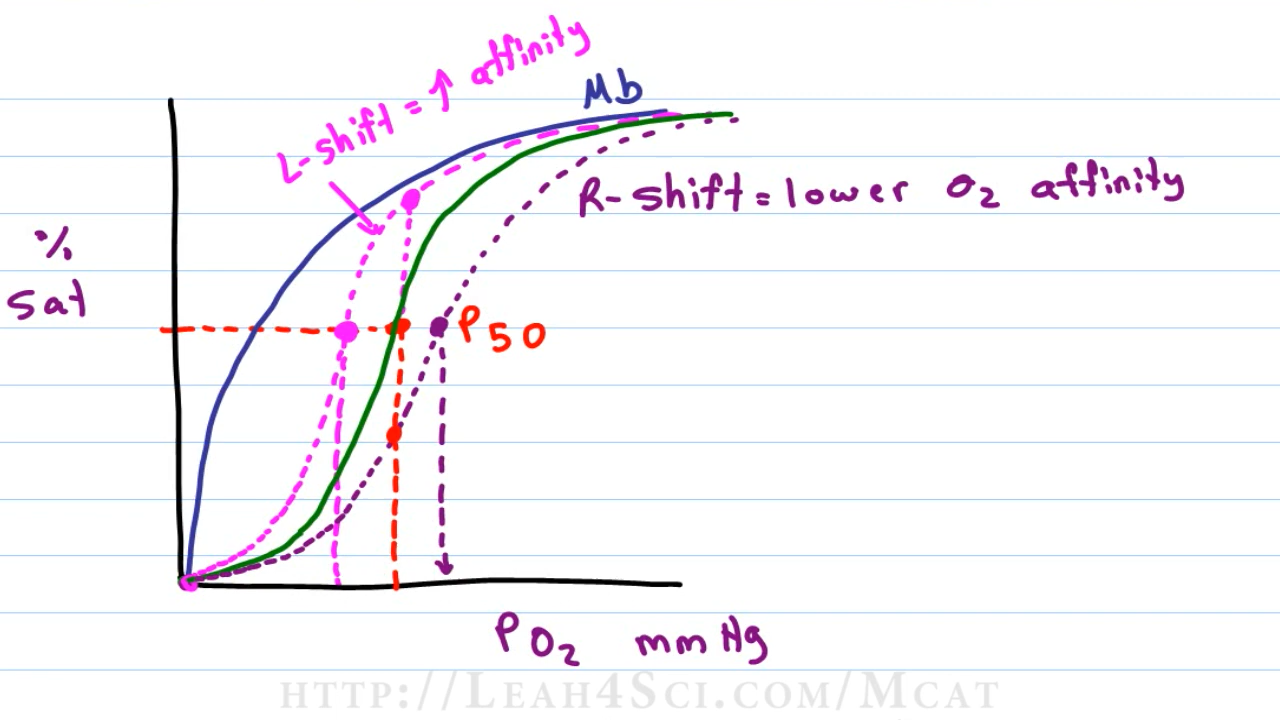 L-shift = ↑ affinity
Mb
R-shift = lower O₂ affinity
%
Sat
P50
PO₂ mmHg
HTTP://LEAH4SCI.COM/MCAT